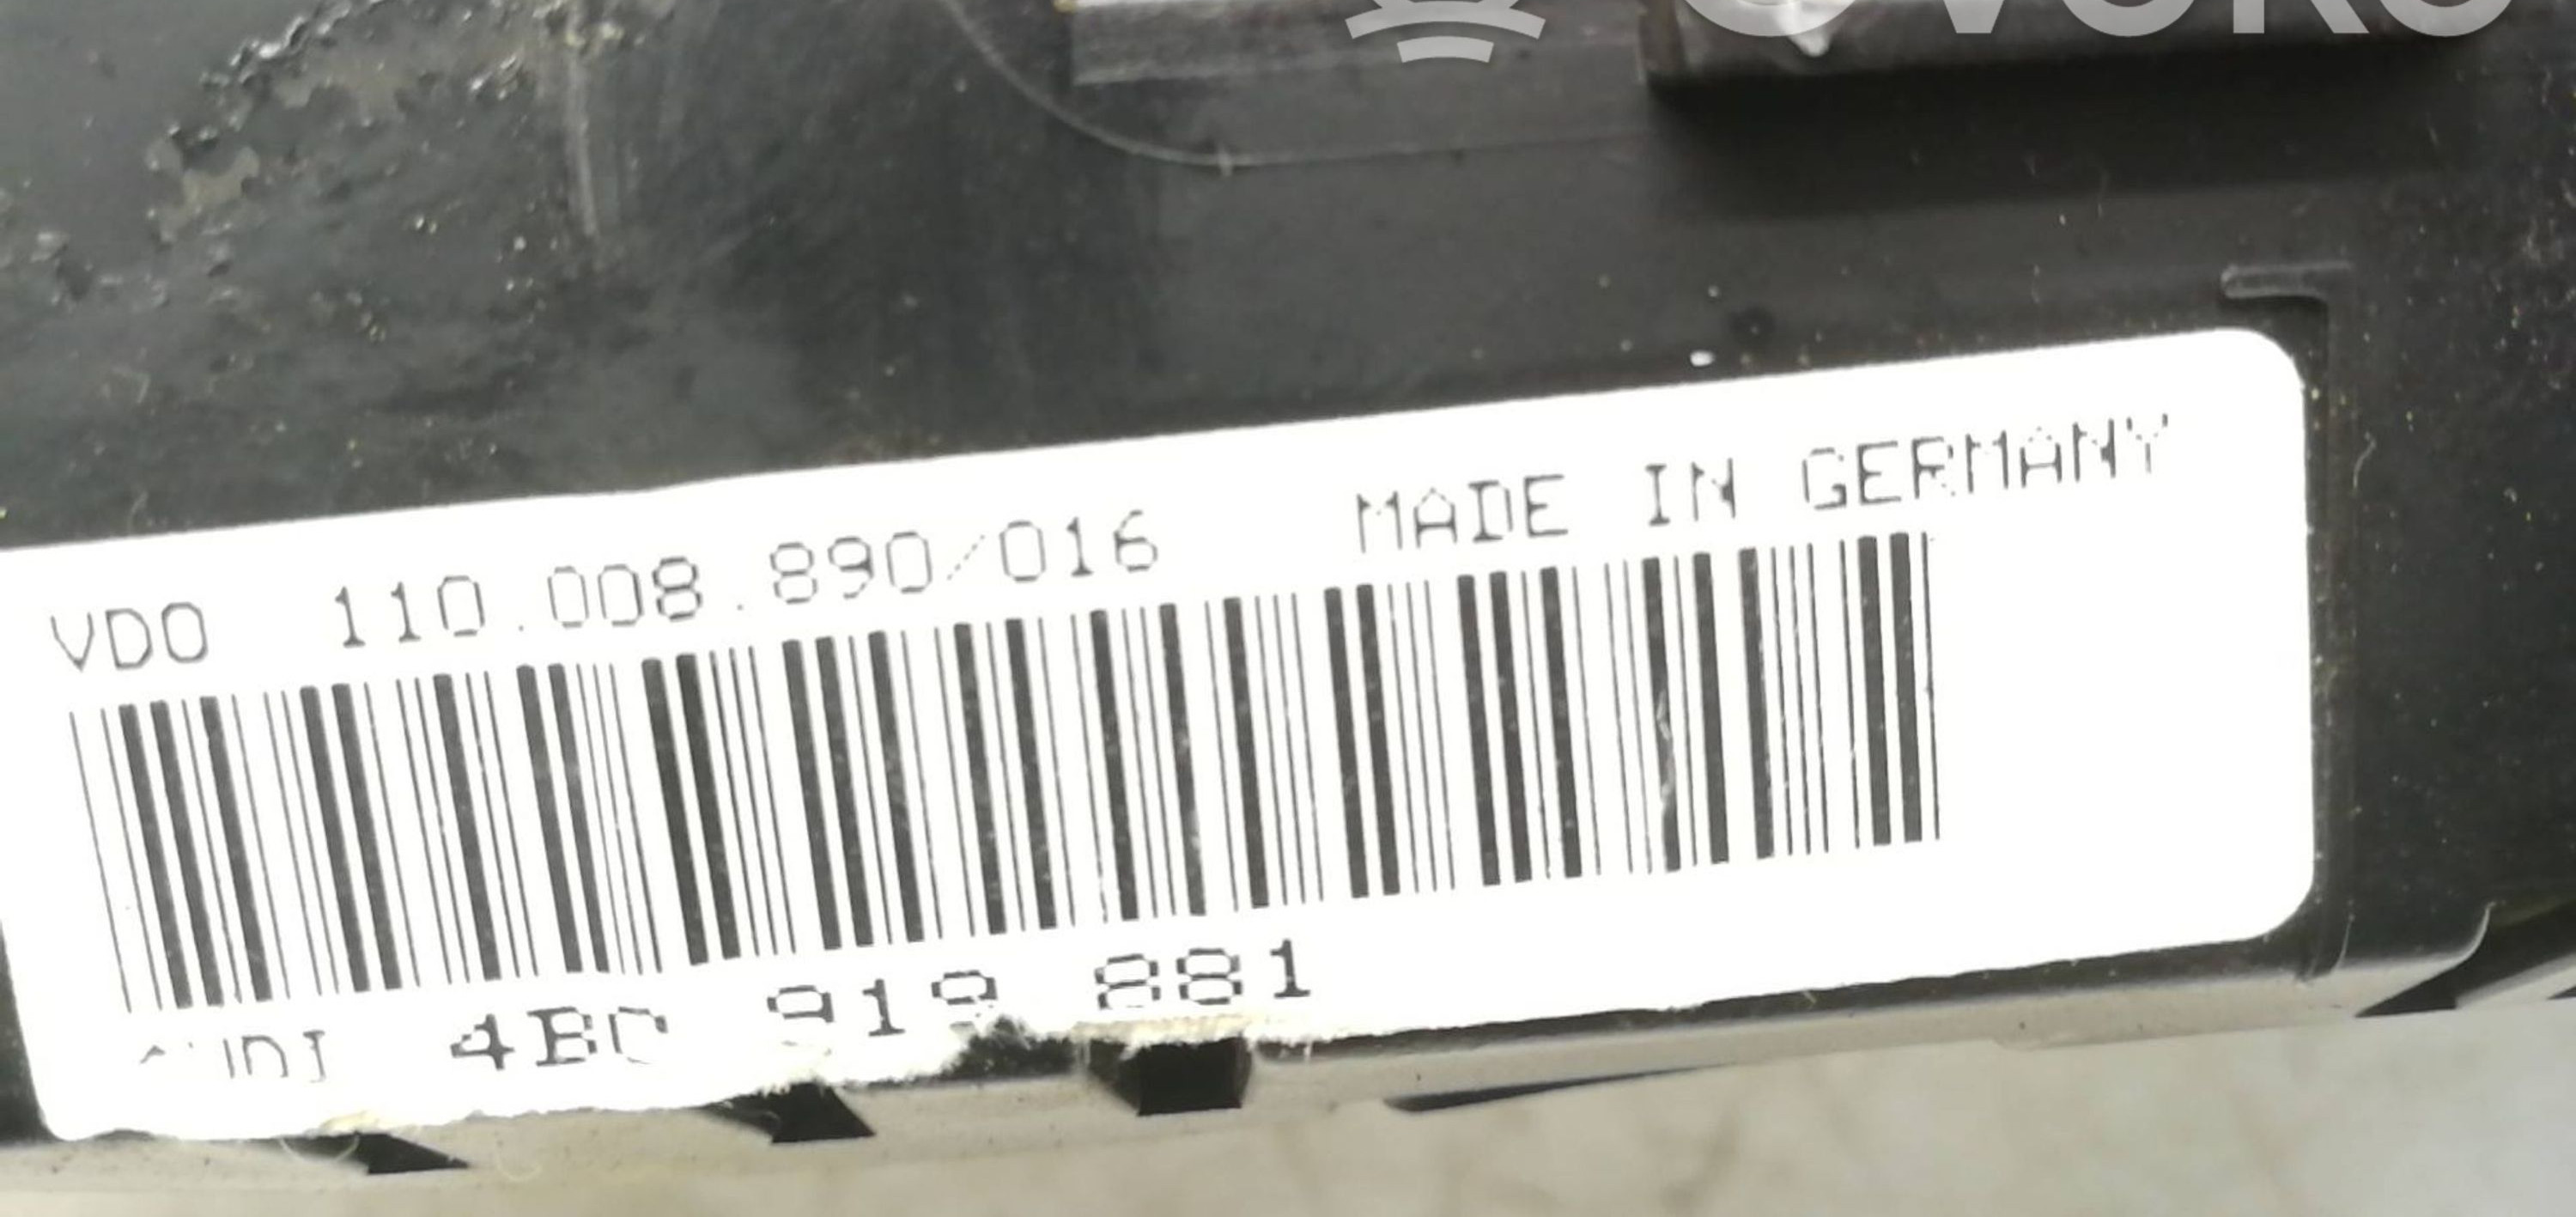 VDO 110.008.890/016 MADE IN GERMANY
4B0 919 881